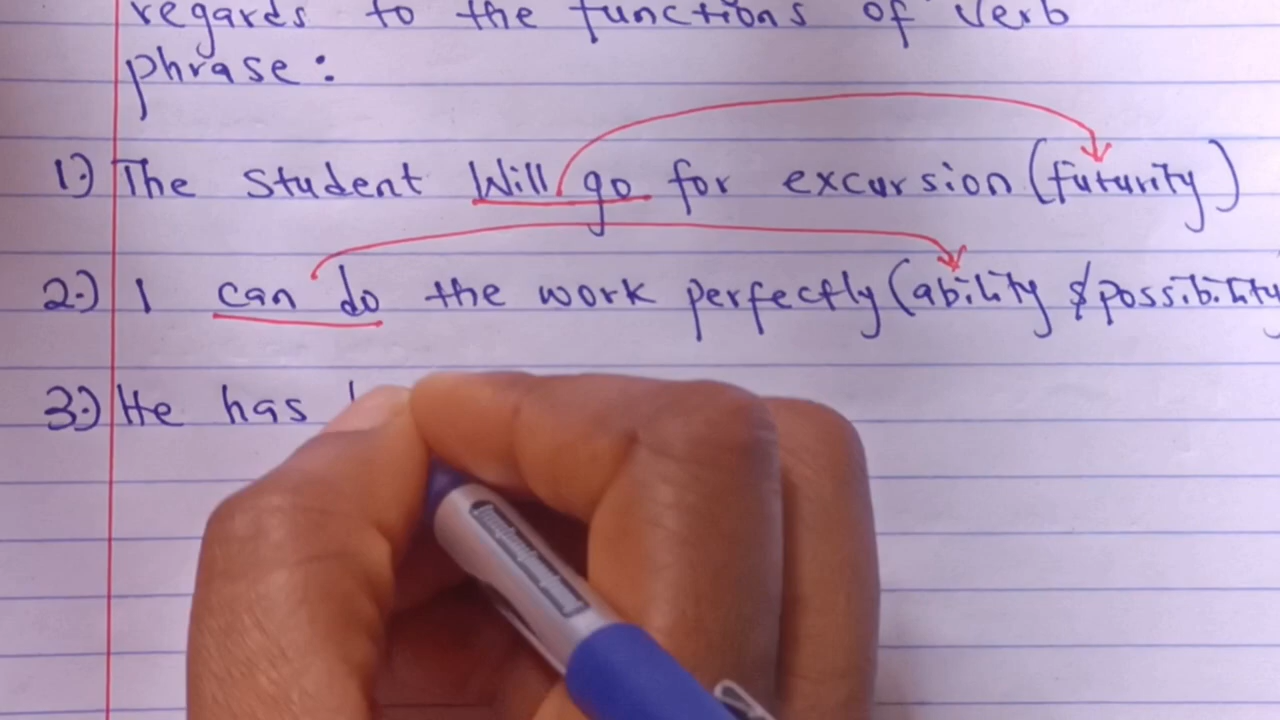 regards to the functions of verb
phrase:
1.) The student Will go for excursion (futurity)
2.) I can do the work perfectly (ability & possibility
3.) He has